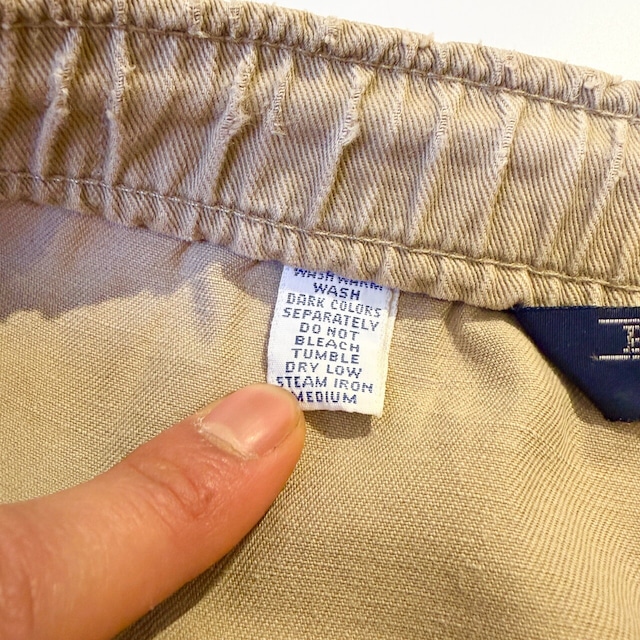 WASH WARM
WASH
DARK COLORS
SEPARATELY
DO NOT
BLEACH
TUMBLE
DRY LOW
STEAM IRON
MEDIUM